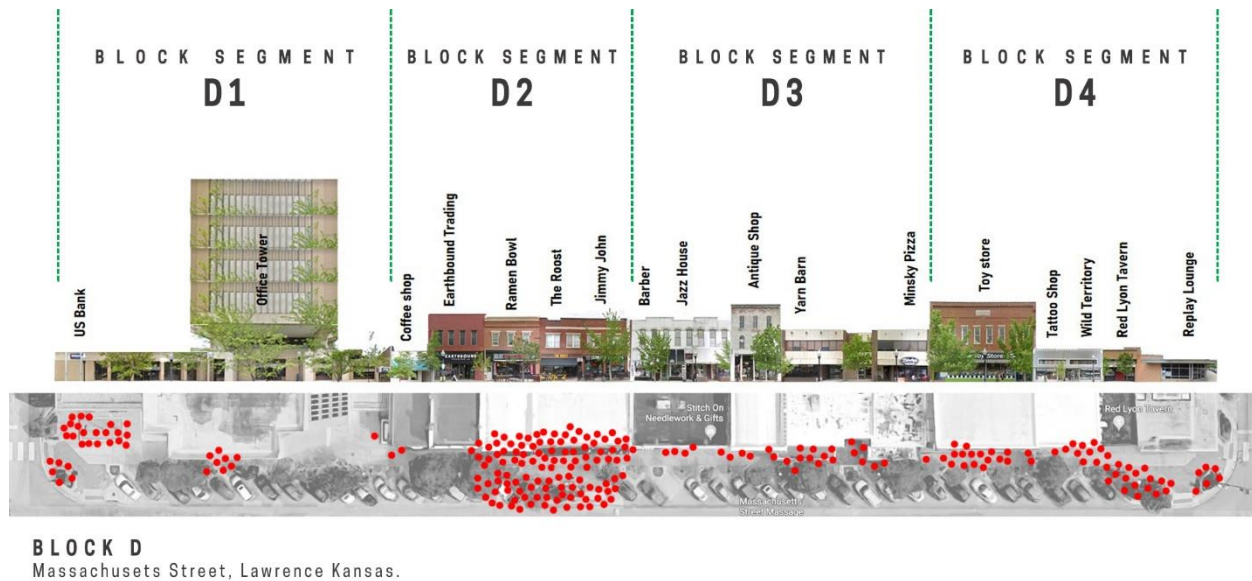 BLOCK SEGMENT
D1
BLOCK SEGMENT
D2
BLOCK SEGMENT
D3
BLOCK SEGMENT
D4
US Bank
Office Tower
Coffee shop
Earthbound Trading
Ramen Bowl
The Roost
Jimmy John
Barber
Jazz House
Antique Shop
Yarn Barn
Minsky Pizza
Toy store
Tattoo Shop
Wild Territory
Red Lyon Tavern
Replay Lounge
EARTHBOUND
Toy Store
Stitch On
Needlework & Gifts
Red Lyon Tavern
Massachusetts
Street Massage
BLOCK D
Massachusets Street, Lawrence Kansas.